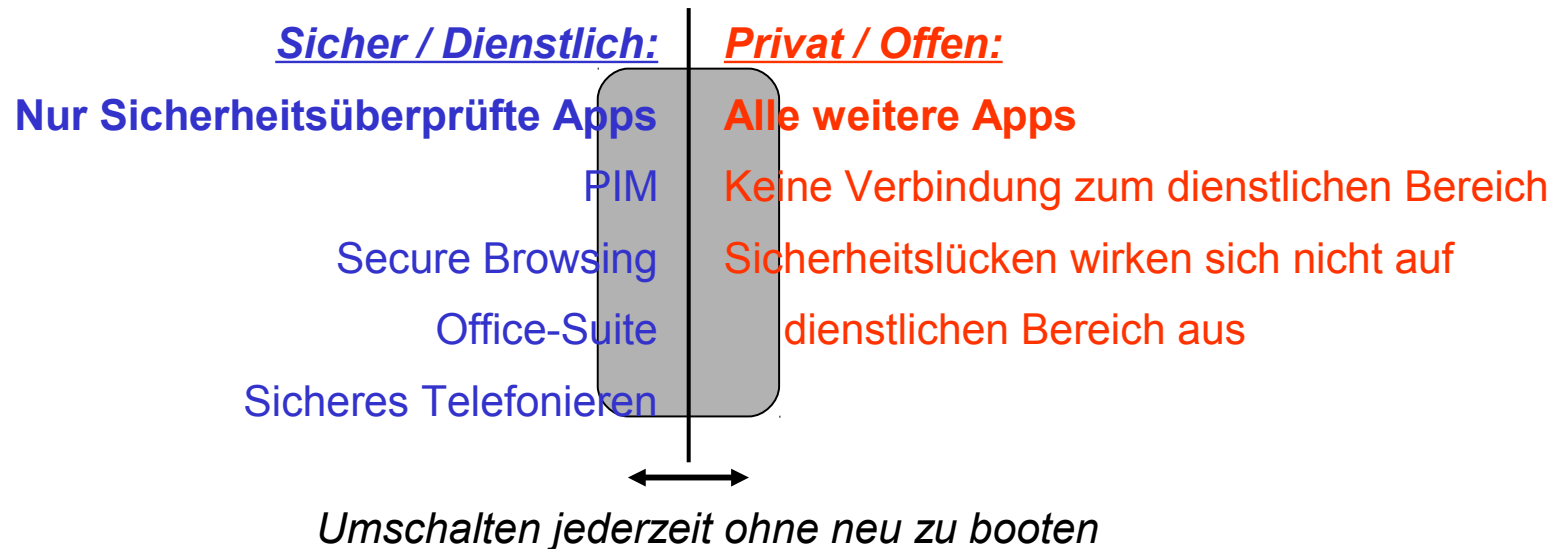 Sicher / Dienstlich:
Nur Sicherheitsüberprüfte Apps
PIM
Secure Browsing
Office-Suite
Sicheres Telefonieren
Privat / Offen:
Alle weitere Apps
Keine Verbindung zum dienstlichen Bereich
Sicherheitslücken wirken sich nicht auf
dienstlichen Bereich aus
Umschalten jederzeit ohne neu zu booten